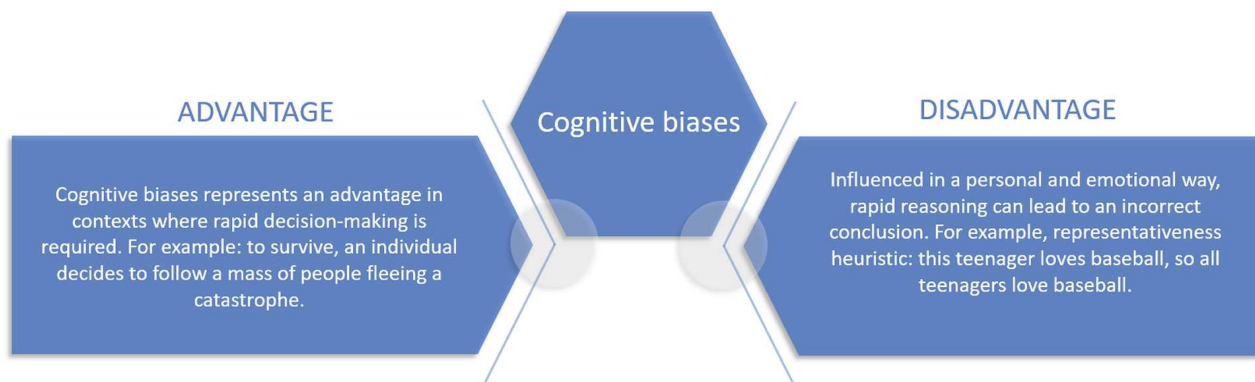 Cognitive biases
ADVANTAGE
Cognitive biases represents an advantage in
contexts where rapid decision-making is
required. For example: to survive, an individual
decides to follow a mass of people fleeing a
catastrophe.
DISADVANTAGE
Influenced in a personal and emotional way,
rapid reasoning can lead to an incorrect
conclusion. For example, representativeness
heuristic: this teenager loves baseball, so all
teenagers love baseball.